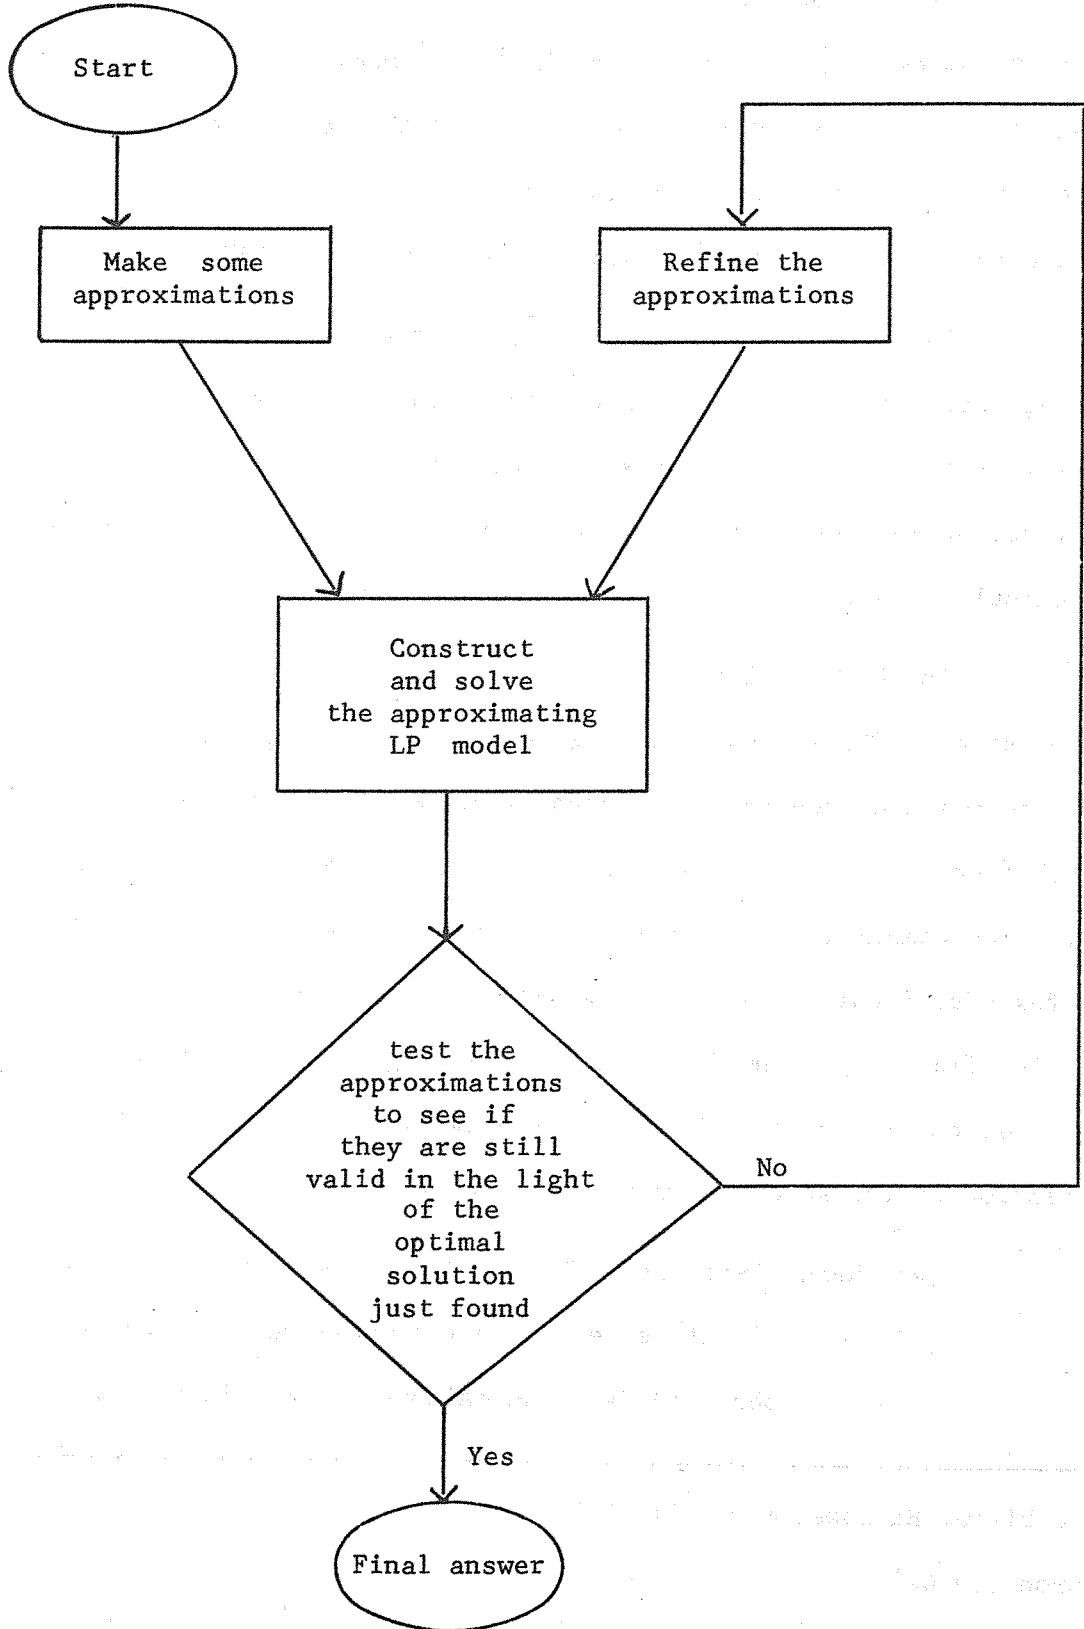 Start
Make some
approximations
Refine the
approximations
Construct
and solve
the approximating
LP model
test the
approximations
to see if
they are still
valid in the light
of the
optimal
solution
just found
No
Yes
Final answer